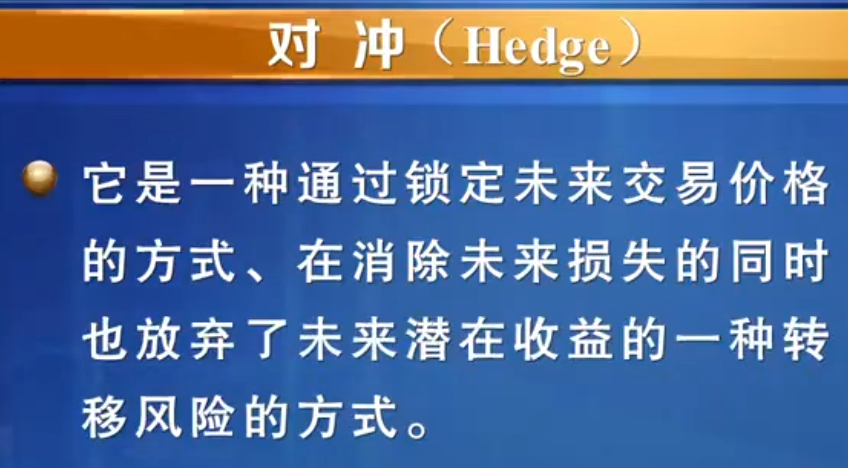 对 冲（Hedge）
它是一种通过锁定未来交易价格
的方式、在消除未来损失的同时
也放弃了未来潜在收益的一种转
移风险的方式。